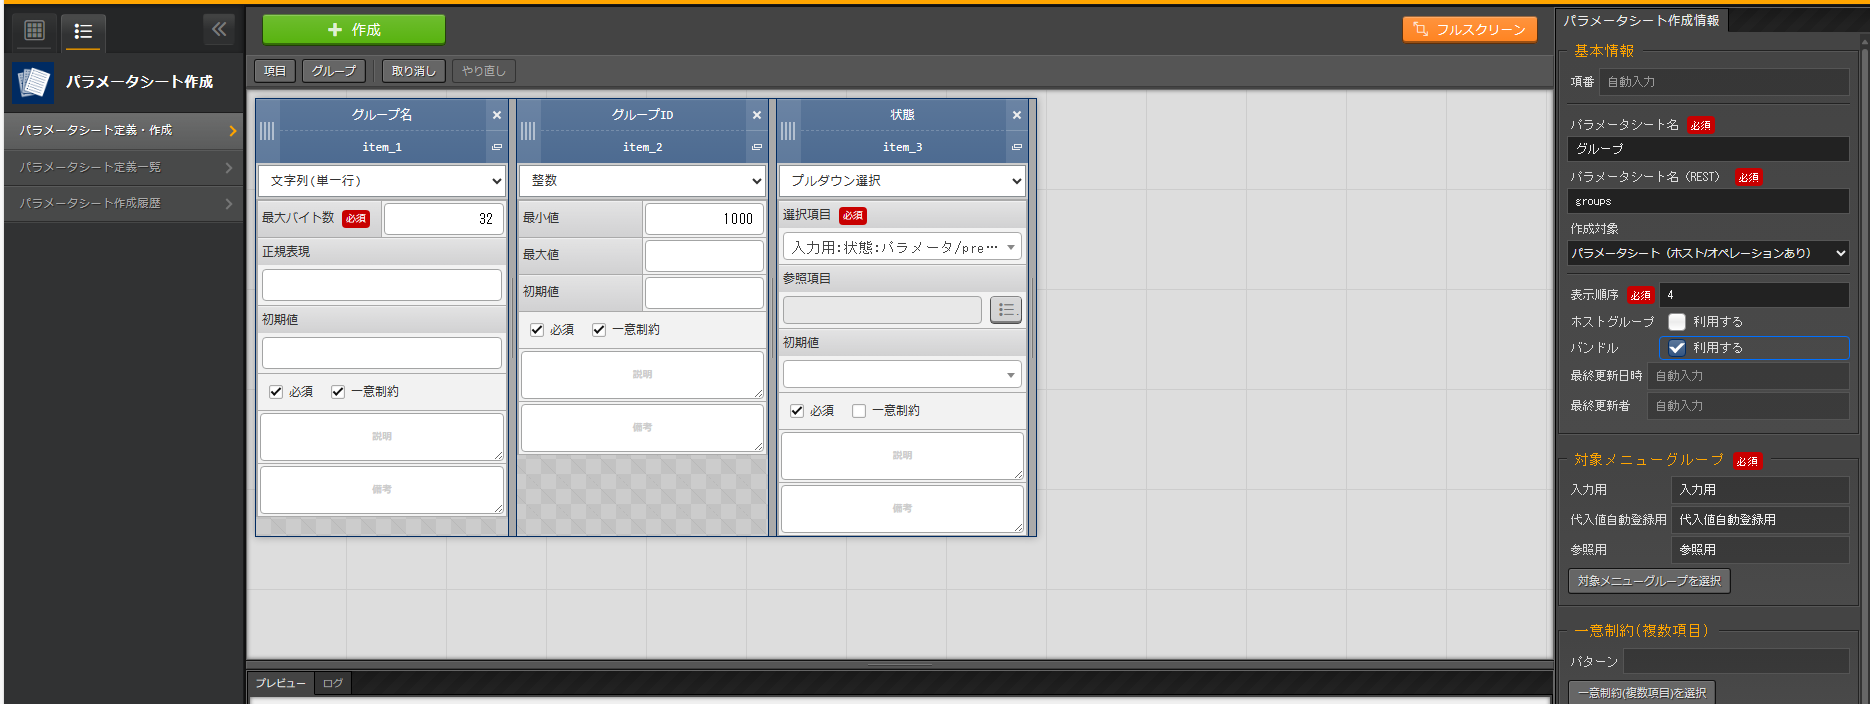 パラメータシート作成
パラメータシート定義・作成
パラメータシート定義一覧
パラメータシート作成履歴
作成
フルスクリーン
項目
グループ
取り消し
やり直し
グループ名
item_1
文字列(単一行)
最大バイト数 必須 32
正規表現
初期値
必須 一意制約
説明
備考
グループID
item_2
整数
最小値 1000
最大値
初期値
必須 一意制約
説明
備考
状態
item_3
プルダウン選択
選択項目 必須
入力用:状態:パラメータ/pre…
参照項目
初期値
必須 一意制約
説明
備考
プレビュー
ログ
パラメータシート作成情報
基本情報
項番 自動入力
パラメータシート名 必須
グループ
パラメータシート名 (REST) 必須
groups
作成対象
パラメータシート (ホスト/オペレーションあり)
表示順序 必須 4
ホストグループ 利用する
バンドル 利用する
最終更新日時 自動入力
最終更新者 自動入力
対象メニューグループ 必須
入力用 入力用
代入値自動登録用 代入値自動登録用
参照用 参照用
対象メニューグループを選択
一意制約(複数項目)
パターン
一意制約(複数項目)を選択